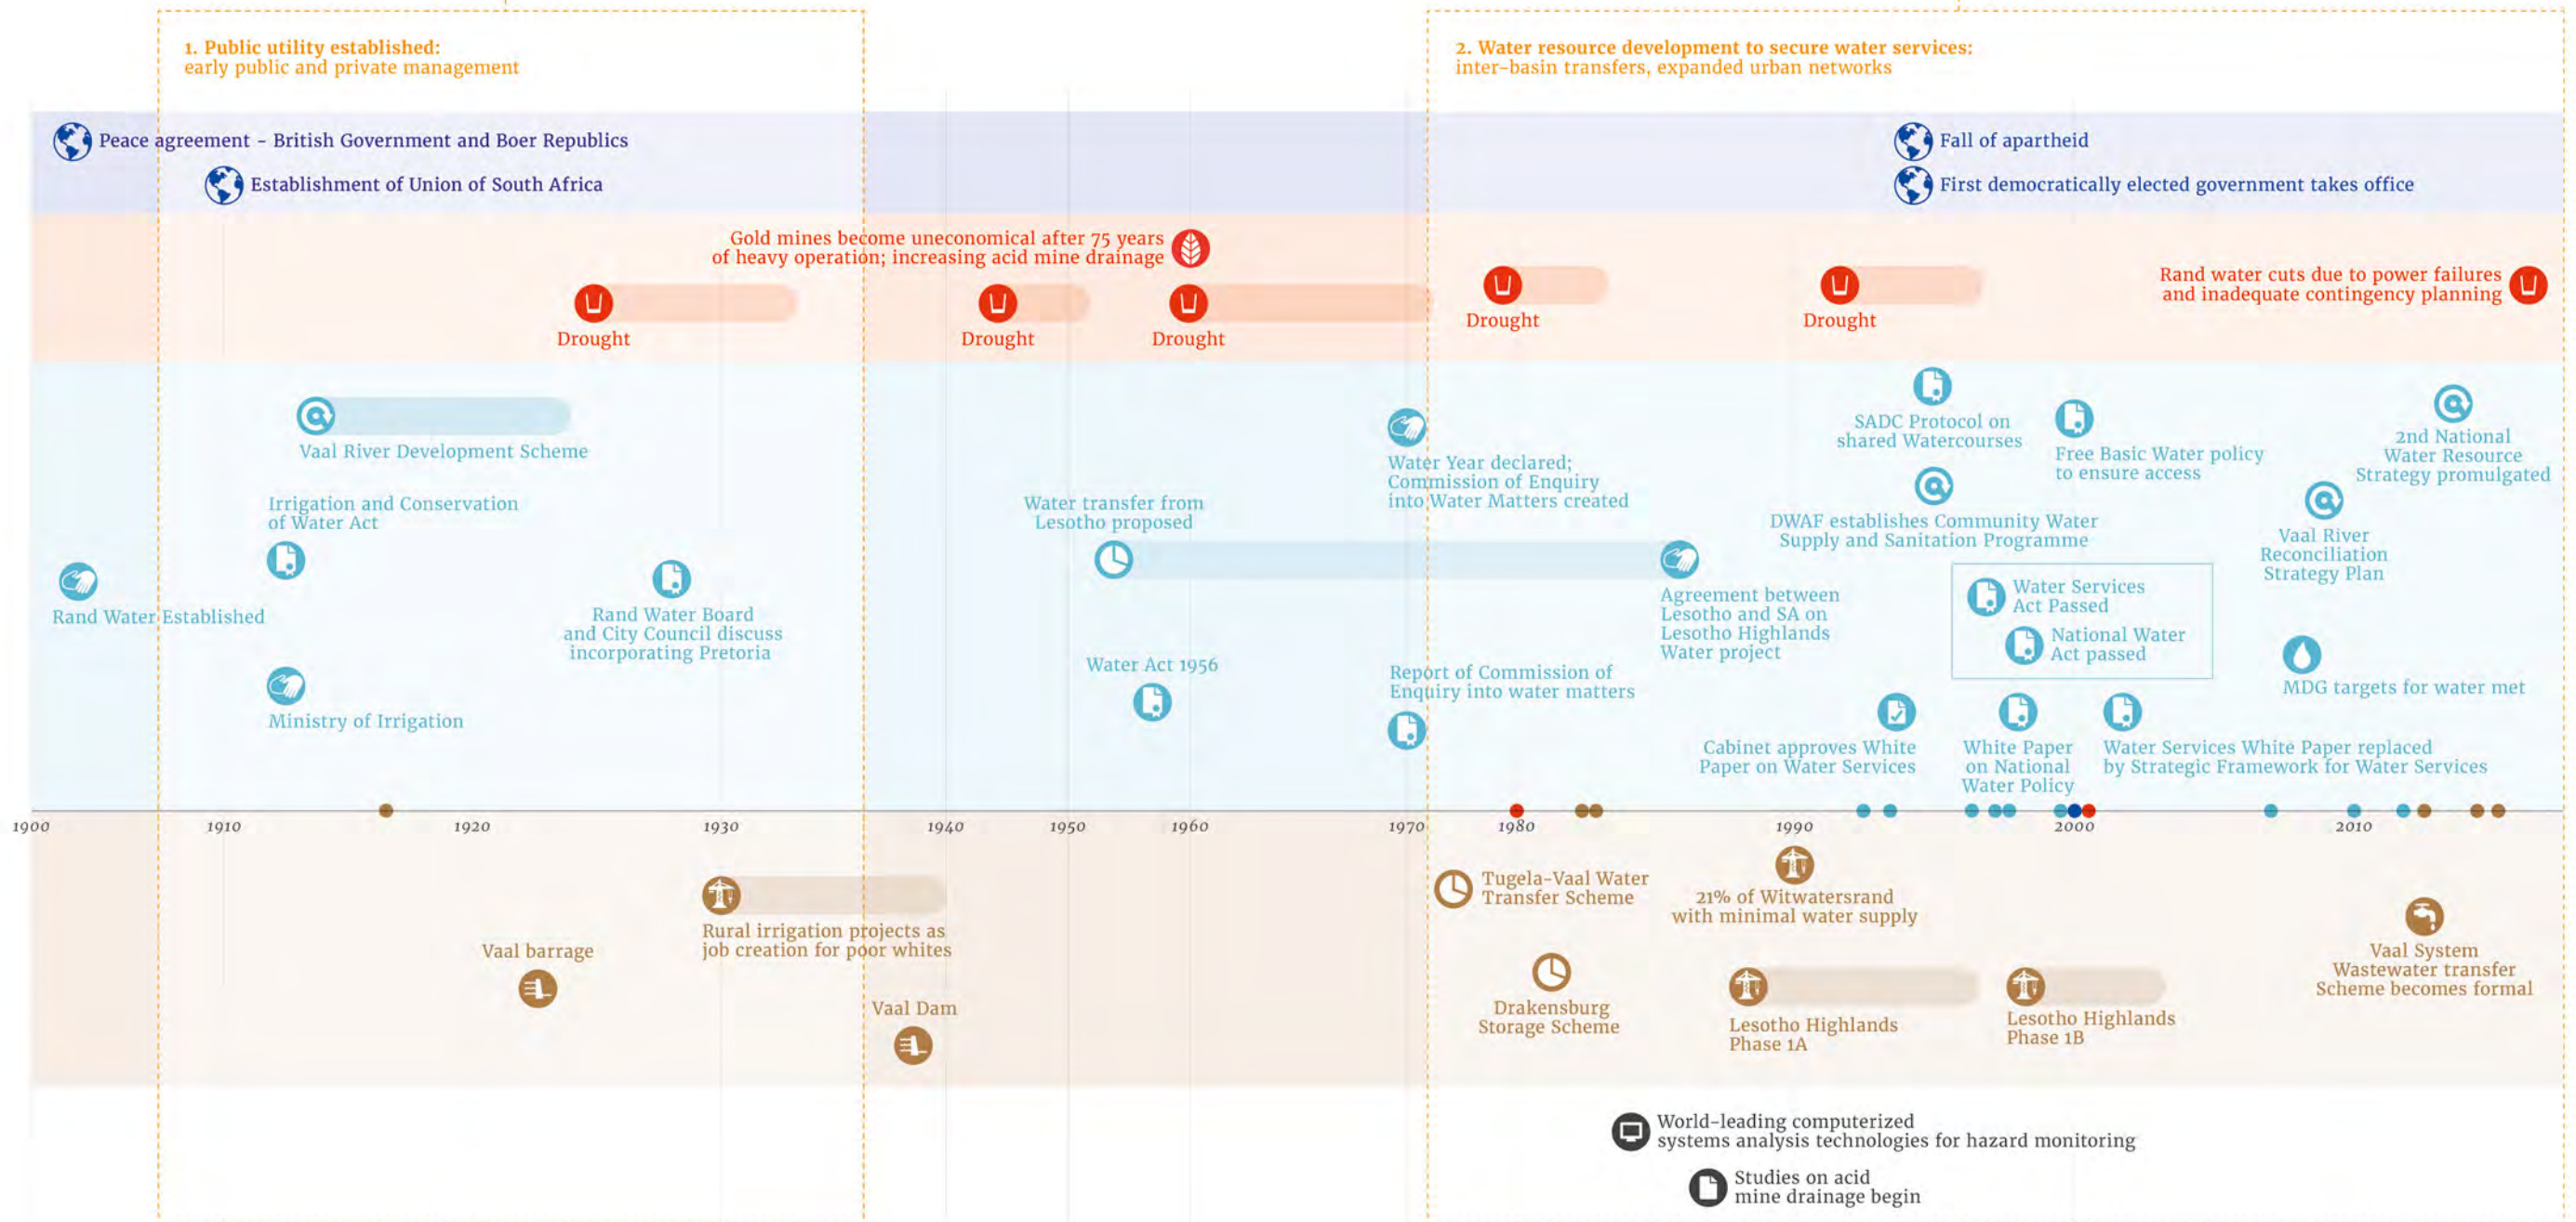 1. Public utility established:
early public and private management
2. Water resource development to secure water services:
inter-basin transfers, expanded urban networks
Peace agreement - British Government and Boer Republics
Establishment of Union of South Africa
Fall of apartheid
First democratically elected government takes office
Gold mines become uneconomical after 75 years
of heavy operation; increasing acid mine drainage
Drought
Drought
Drought
Drought
Drought
Rand water cuts due to power failures
and inadequate contingency planning
Vaal River Development Scheme
Irrigation and Conservation
of Water Act
Rand Water Established
Ministry of Irrigation
Rand Water Board
and City Council discuss
incorporating Pretoria
Water transfer from
Lesotho proposed
Water Act 1956
Water Year declared;
Commission of Enquiry
into Water Matters created
Report of Commission of
Enquiry into water matters
Agreement between
Lesotho and SA on
Lesotho Highlands
Water project
SADC Protocol on
shared Watercourses
DWAF establishes Community Water
Supply and Sanitation Programme
Free Basic Water policy
to ensure access
2nd National
Water Resource
Strategy promulgated
Vaal River
Reconciliation
Strategy Plan
Water Services
Act Passed
National Water
Act passed
MDG targets for water met
Cabinet approves White
Paper on Water Services
White Paper
on National
Water Policy
Water Services White Paper replaced
by Strategic Framework for Water Services
1900
1910
1920
1930
1940
1950
1960
1970
1980
1990
2000
2010
Vaal barrage
Rural irrigation projects as
job creation for poor whites
Vaal Dam
Tugela-Vaal Water
Transfer Scheme
Drakensburg
Storage Scheme
21% of Witwatersrand
with minimal water supply
Lesotho Highlands
Phase 1A
Lesotho Highlands
Phase 1B
Vaal System
Wastewater transfer
Scheme becomes formal
World-leading computerized
systems analysis technologies for hazard monitoring
Studies on acid
mine drainage begin